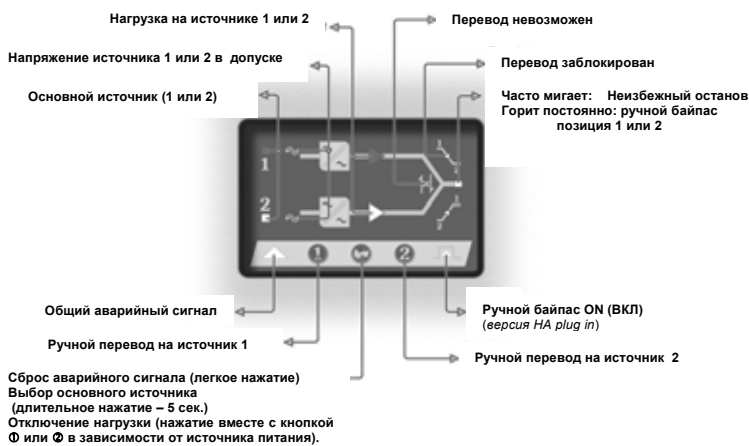 Нагрузка на источнике 1 или 2
Перевод невозможен
Напряжение источника 1 или 2 в допуске
Перевод заблокирован
Основной источник (1 или 2)
Часто мигает: Неизбежный останов
Горит постоянно: ручной байпас
позиция 1 или 2
1
2
1
2
1
2
1 2
Общий аварийный сигнал
Ручной байпас ON (ВКЛ)
(версия HA plug in)
Ручной перевод на источник 1
Ручной перевод на источник 2
Сброс аварийного сигнала (легкое нажатие)
Выбор основного источника
(длительное нажатие – 5 сек.)
Отключение нагрузки (нажатие вместе с кнопкой
➀ или ➁ в зависимости от источника питания).